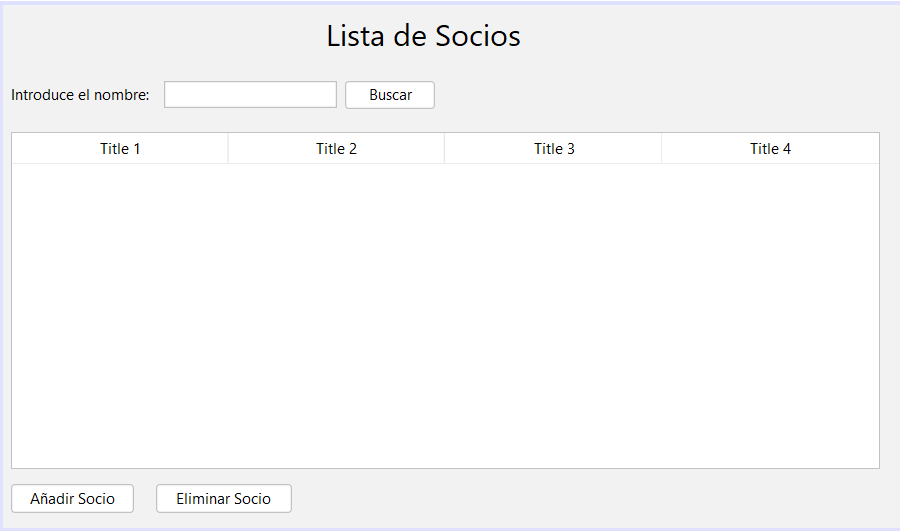 Lista de Socios
Introduce el nombre: Buscar
Title 1 Title 2 Title 3 Title 4
Añadir Socio Eliminar Socio